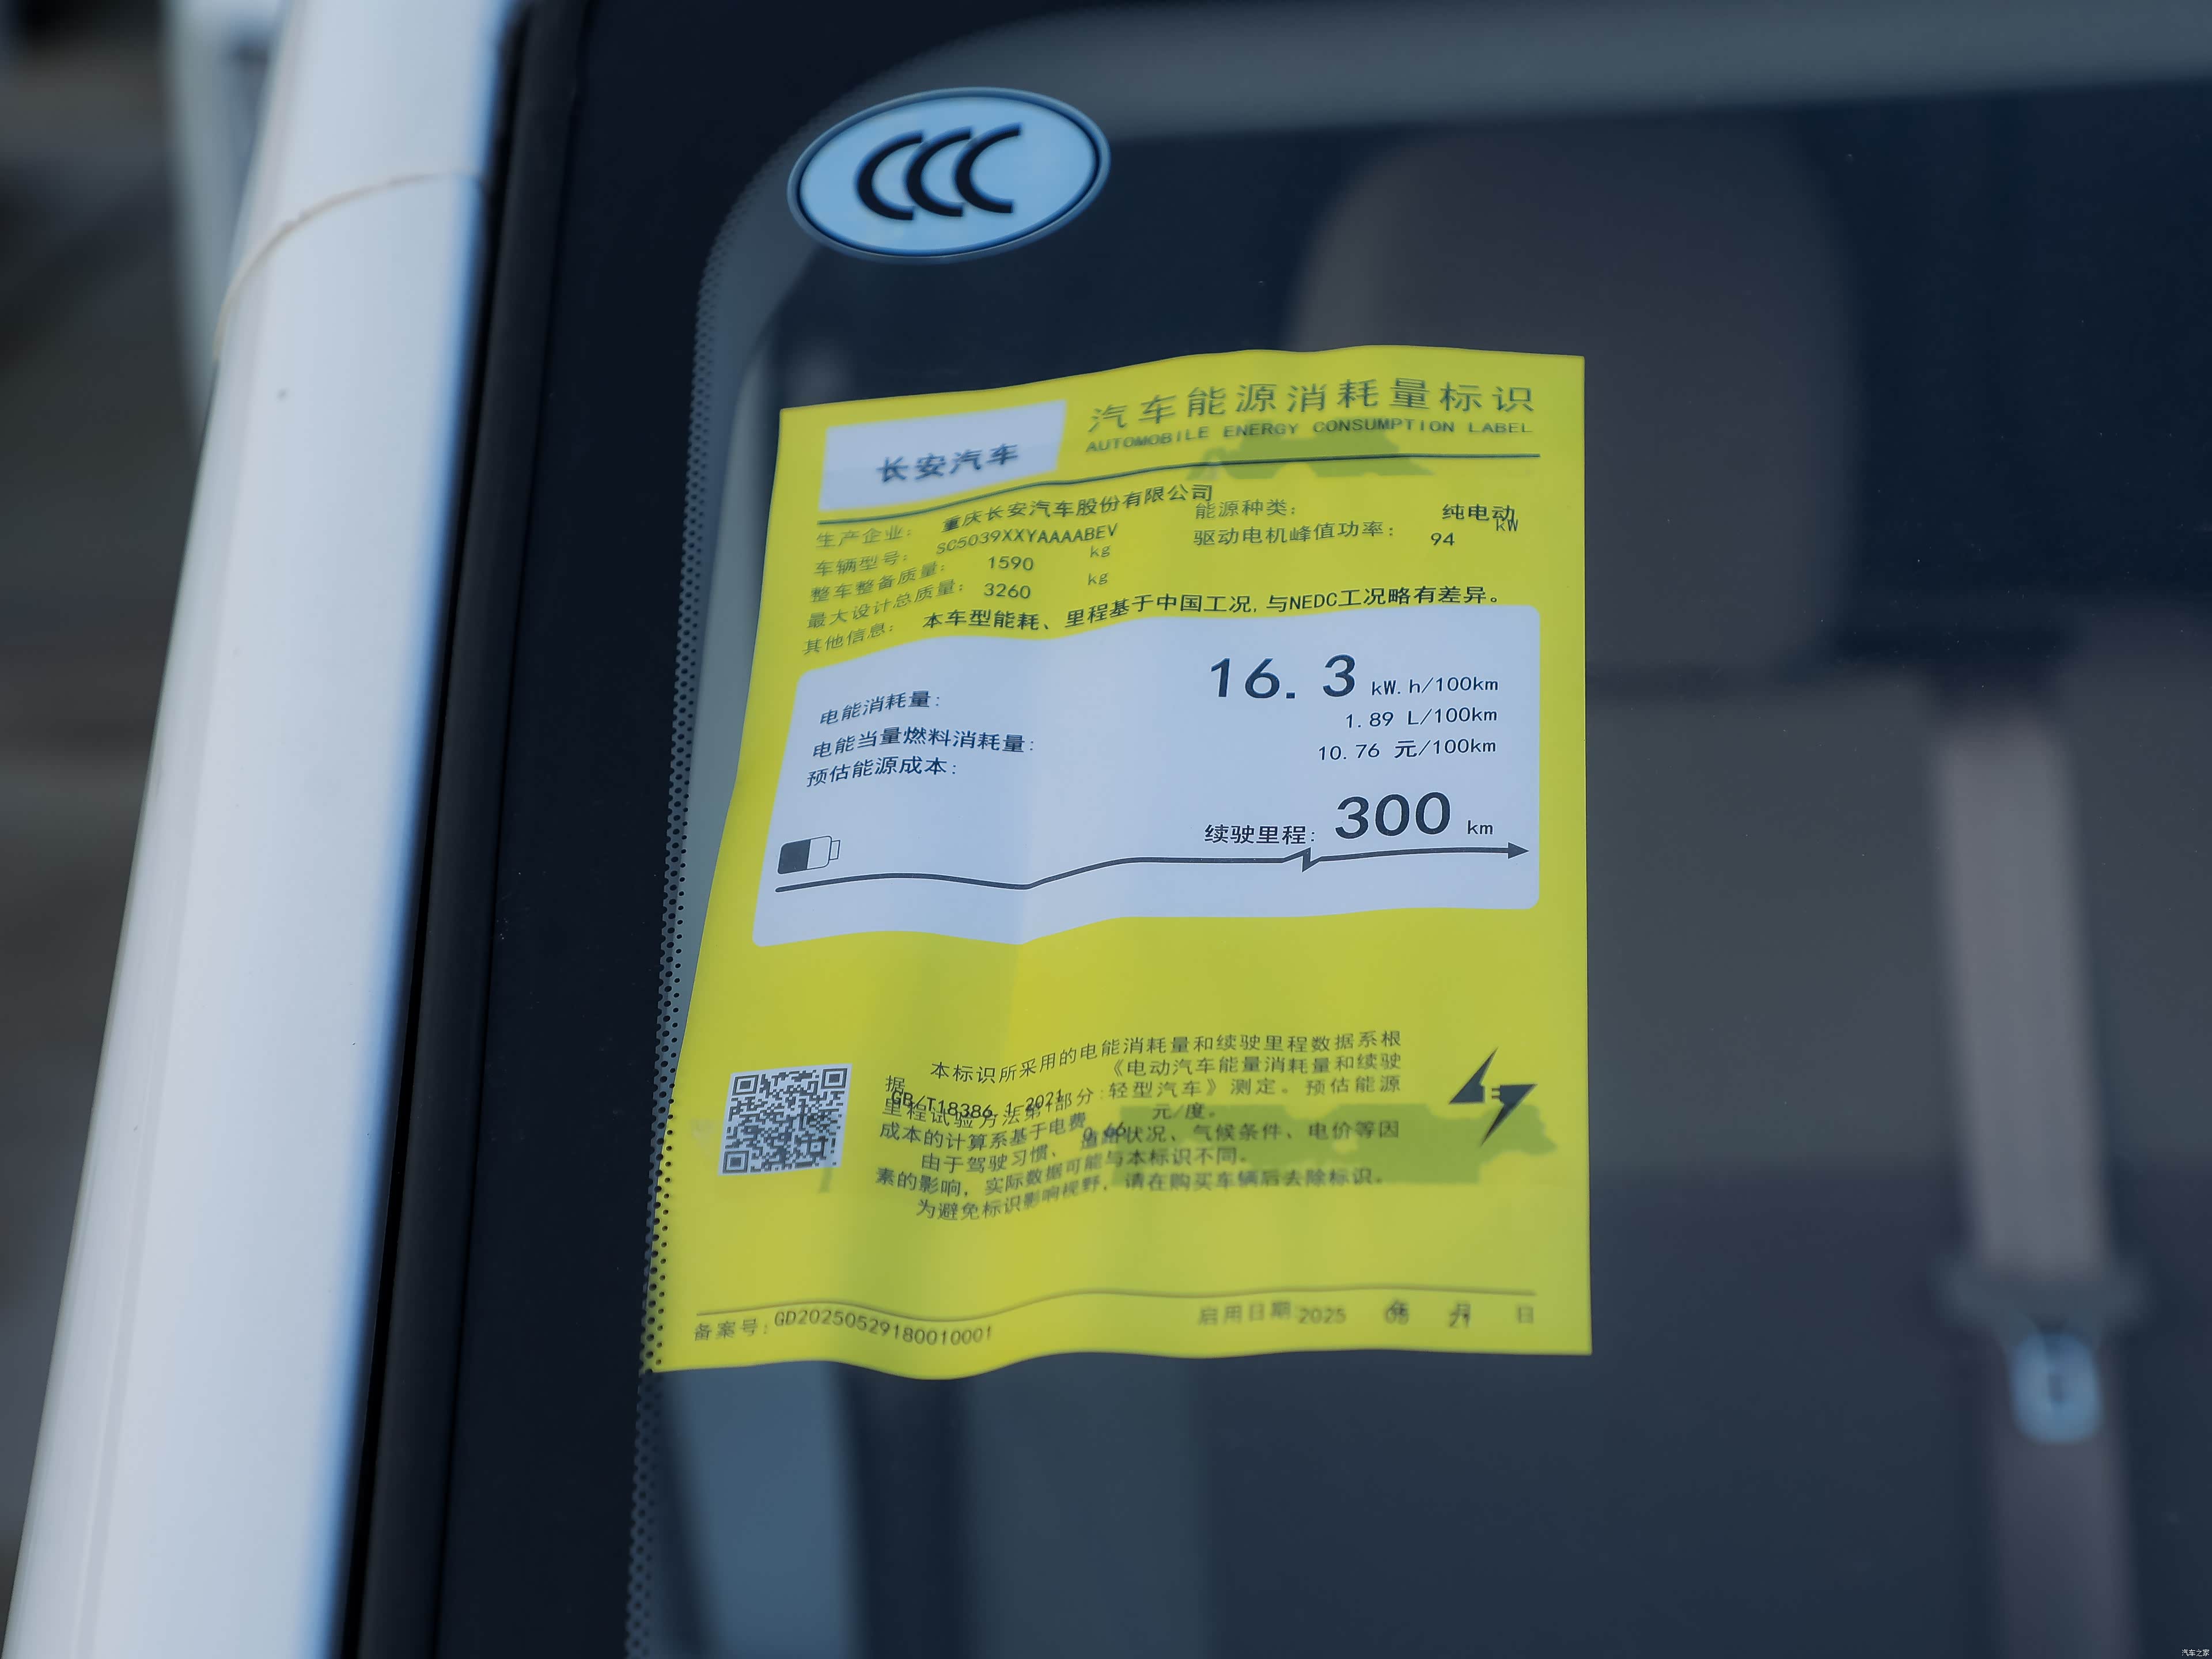 CCC
长安汽车
汽车能源消耗量标识
AUTOMOBILE ENERGY CONSUMPTION LABEL
生产企业: 重庆长安汽车股份有限公司
能源种类: 纯电动
车辆型号: SC5039XXYAAAABEV
驱动电机峰值功率: 94 kW
整车整备质量: 1590 kg
最大设计总质量: 3260 kg
其他信息: 本车型能耗、里程基于中国工况,与NEDC工况略有差异。
电能消耗量: 16.3 kW.h/100km
电能当量燃料消耗量: 1.89 L/100km
预估能源成本: 10.76 元/100km
续驶里程: 300 km
本标识所采用的电能消耗量和续驶里程数据系根
据 GB/T18386.1-2021 《电动汽车能量消耗量和续驶
里程试验方法第1部分:轻型汽车》测定。预估能源
成本的计算系基于电费 0.66 元/度。
由于驾驶习惯、道路状况、气候条件、电价等因
素的影响,实际数据可能与本标识不同。
为避免标识影响视野,请在购买车辆后去除标识。
备案号:GD20250529180010001
启用日期 2025 年 05 月 21 日
汽车之家